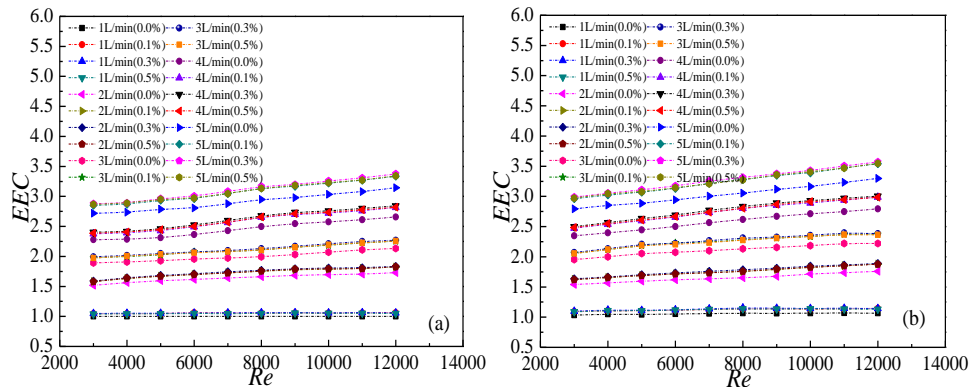 6.0
5.5
5.0
4.5
4.0
3.5
3.0
2.5
2.0
1.5
1.0
0.5
EEC
1L/min(0.0%) 3L/min(0.3%)
1L/min(0.1%) 3L/min(0.5%)
1L/min(0.3%) 4L/min(0.0%)
1L/min(0.5%) 4L/min(0.1%)
2L/min(0.0%) 4L/min(0.3%)
2L/min(0.1%) 4L/min(0.5%)
2L/min(0.3%) 5L/min(0.0%)
2L/min(0.5%) 5L/min(0.1%)
3L/min(0.0%) 5L/min(0.3%)
3L/min(0.1%) 5L/min(0.5%)
(a)
2000 4000 6000 8000 10000 12000 14000
Re
6.0
5.5
5.0
4.5
4.0
3.5
3.0
2.5
2.0
1.5
1.0
0.5
EEC
1L/min(0.0%) 3L/min(0.3%)
1L/min(0.1%) 3L/min(0.5%)
1L/min(0.3%) 4L/min(0.0%)
1L/min(0.5%) 4L/min(0.1%)
2L/min(0.0%) 4L/min(0.3%)
2L/min(0.1%) 4L/min(0.5%)
2L/min(0.3%) 5L/min(0.0%)
2L/min(0.5%) 5L/min(0.1%)
3L/min(0.0%) 5L/min(0.3%)
3L/min(0.1%) 5L/min(0.5%)
(b)
2000 4000 6000 8000 10000 12000 14000
Re